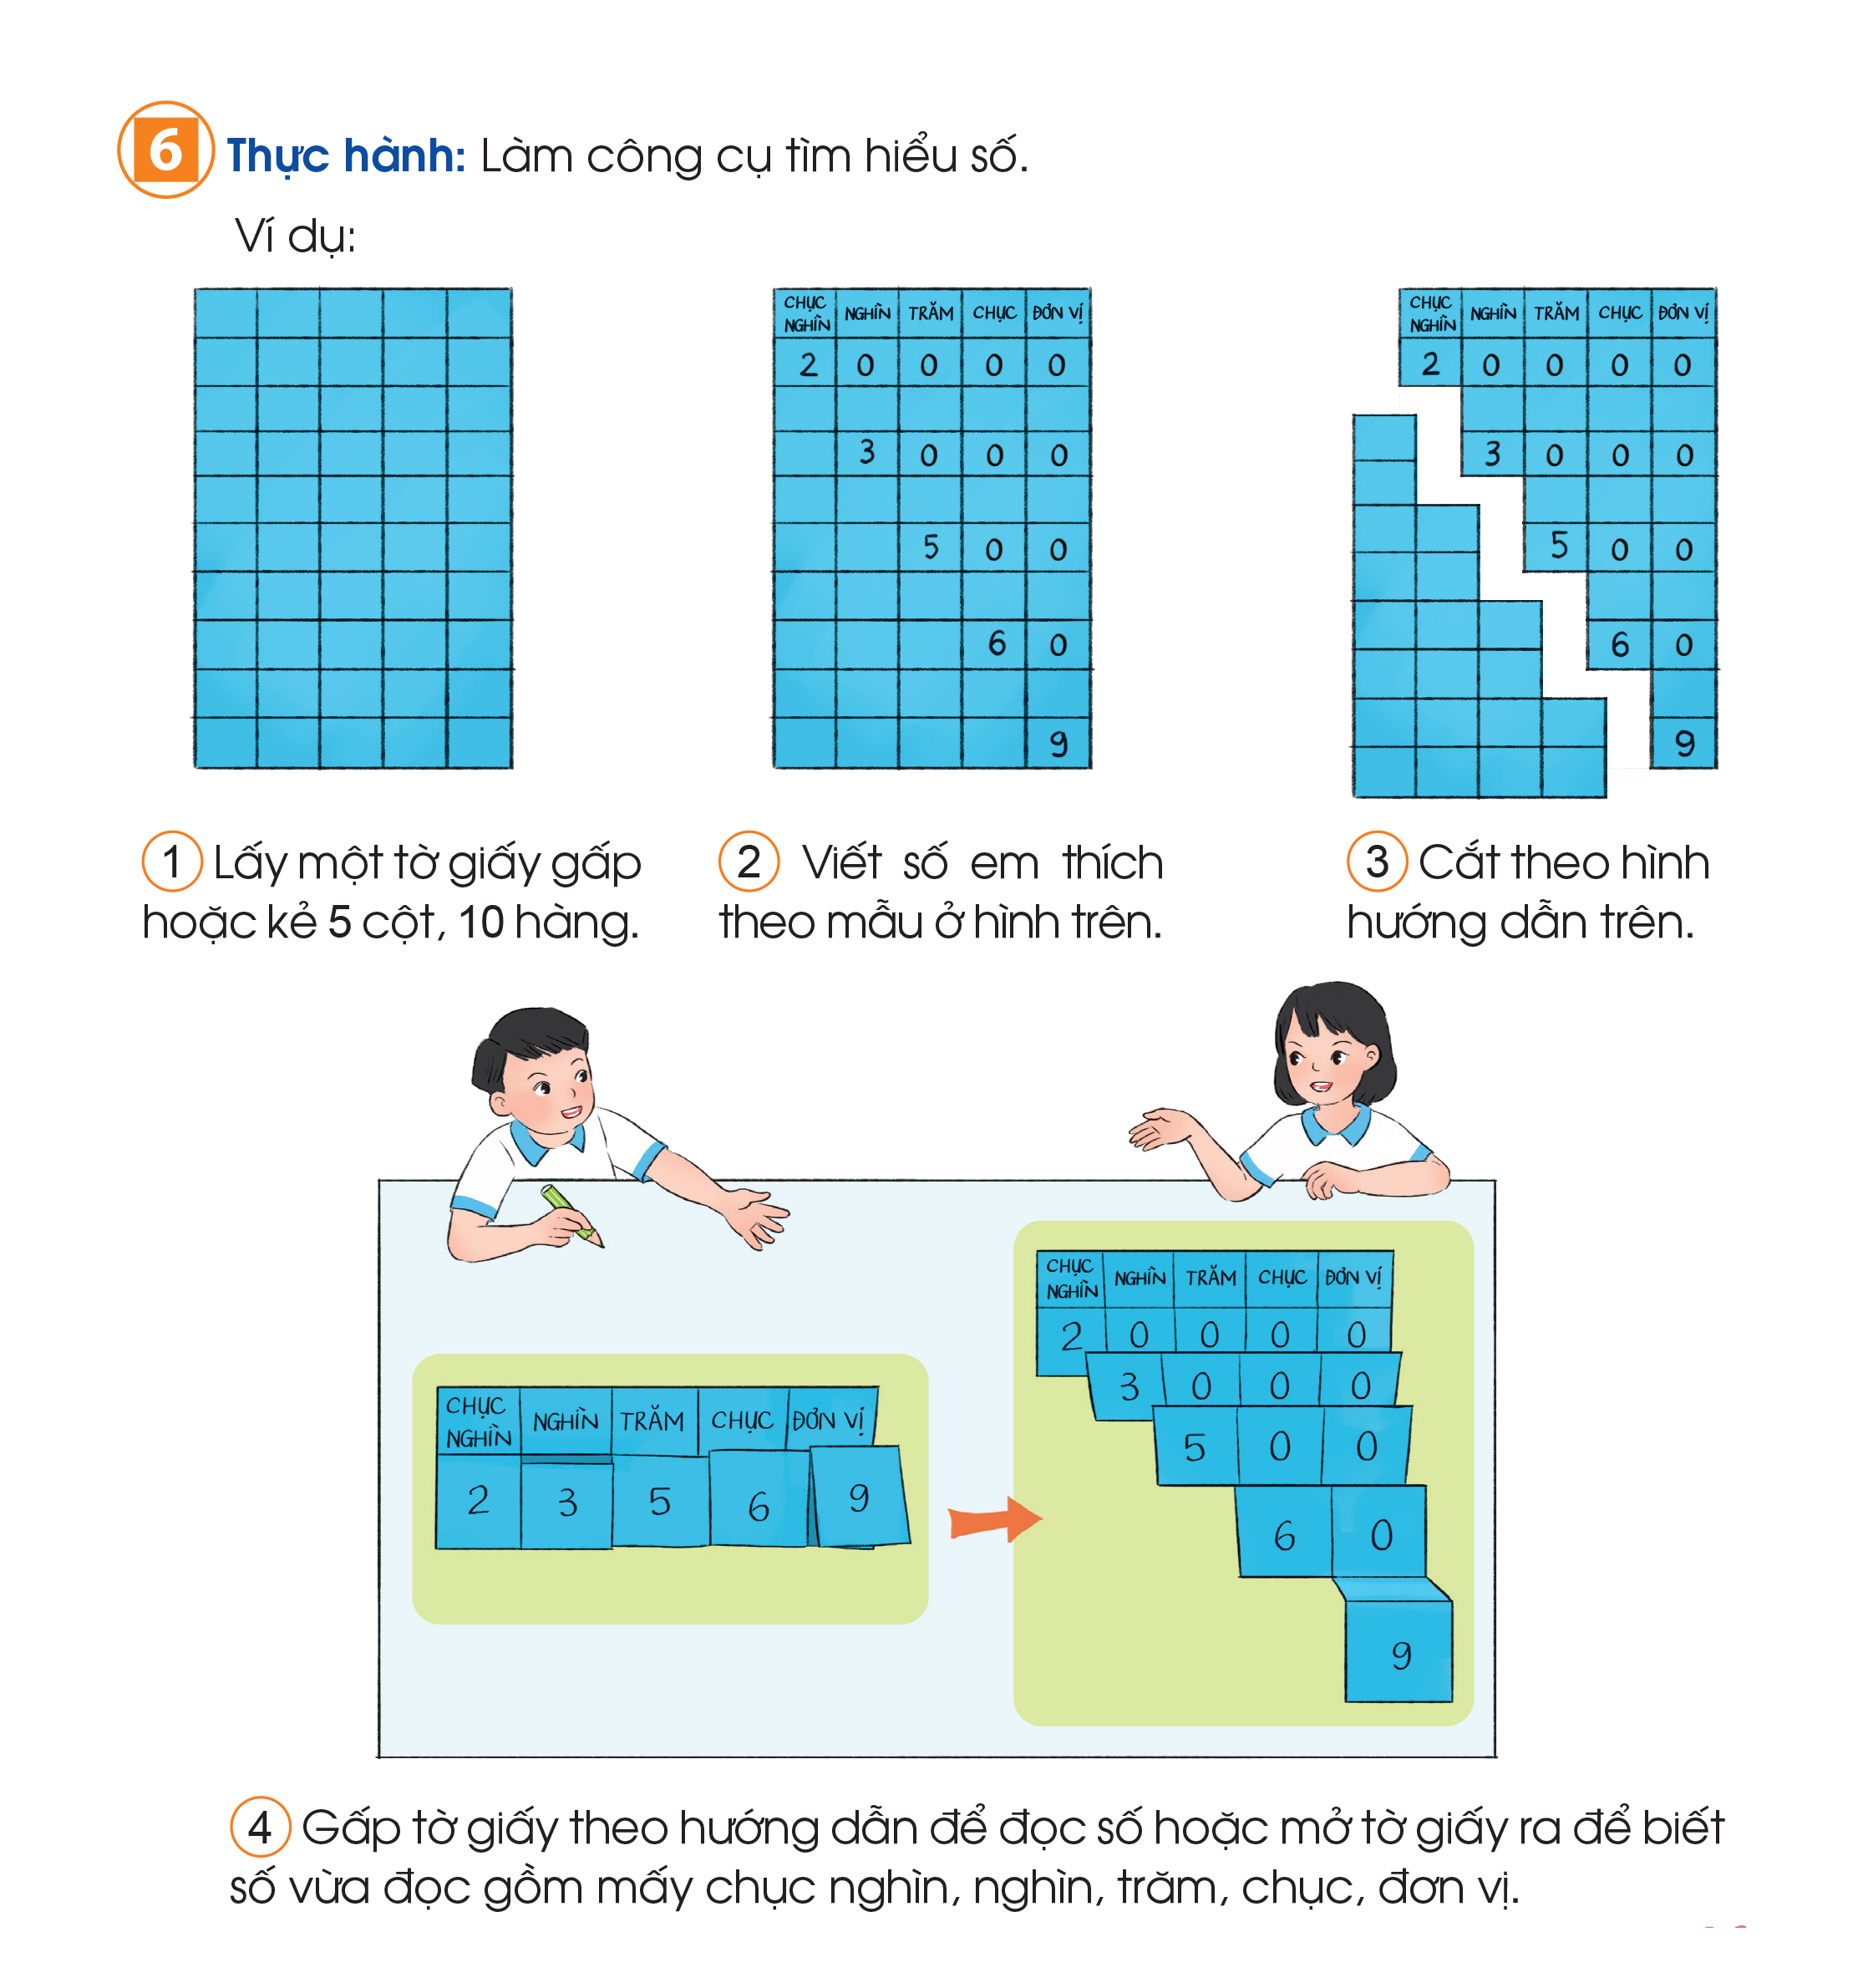 6 Thực hành: Làm công cụ tìm hiểu số.
Ví dụ:
CHỤC NGHÌN NGHÌN TRĂM CHỤC ĐƠN VỊ
2 0 0 0 0
3 0 0 0
5 0 0
6 0
9
CHỤC NGHÌN NGHÌN TRĂM CHỤC ĐƠN VỊ
2 0 0 0 0
3 0 0 0
5 0 0
6 0
9
1 Lấy một tờ giấy gấp
hoặc kẻ 5 cột, 10 hàng.
2 Viết số em thích
theo mẫu ở hình trên.
3 Cắt theo hình
hướng dẫn trên.
CHỤC NGHÌN NGHÌN TRĂM CHỤC ĐƠN VỊ
2 3 5 6 9
CHỤC NGHÌN NGHÌN TRĂM CHỤC ĐƠN VỊ
2 0 0 0 0
3 0 0 0
5 0 0
6 0
9
4 Gấp tờ giấy theo hướng dẫn để đọc số hoặc mở tờ giấy ra để biết
số vừa đọc gồm mấy chục nghìn, nghìn, trăm, chục, đơn vị.